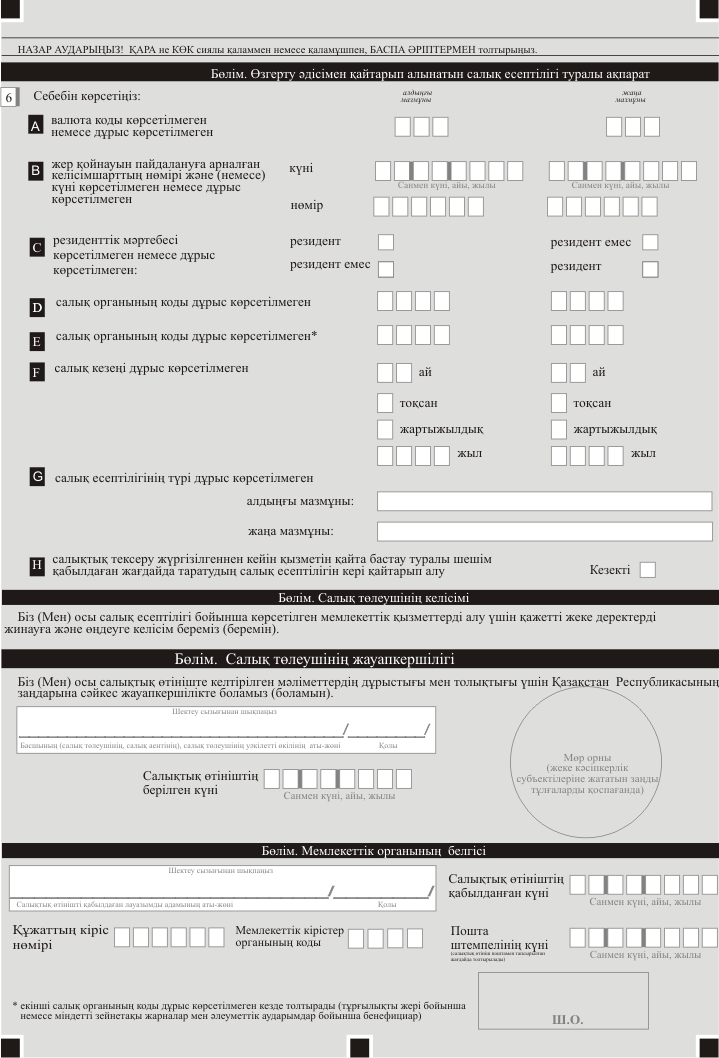 НАЗАР АУДАРЫҢЫЗ! ҚАРА не КӨК сиялы қаламмен немесе қаламұшпен, БАСПА ӘРІПТЕРМЕН толтырыңыз.
Бөлім. Өзгерту әдісімен қайтарып алынатын салық есептілігі туралы ақпарат
6 Себебін көрсетіңіз:
алдыңғы мазмұны
жаңа мазмұны
A валюта коды көрсетілмеген
немесе дұрыс көрсетілмеген
B жер қойнауын пайдалануға арналған
келісімшарттың нөмірі және (немесе)
күні көрсетілмеген немесе дұрыс
көрсетілмеген
күні
Санмен күні, айы, жылы
Санмен күні, айы, жылы
нөмір
C резиденттік мәртебесі
көрсетілмеген немесе дұрыс
көрсетілмеген:
резидент
резидент емес
резидент емес
резидент
D салық органының коды дұрыс көрсетілмеген
E салық органының коды дұрыс көрсетілмеген*
F салық кезеңі дұрыс көрсетілмеген
ай ай
тоқсан тоқсан
жартыжылдық жартыжылдық
жыл жыл
G салық есептілігінің түрі дұрыс көрсетілмеген
алдыңғы мазмұны:
жаңа мазмұны:
H салықтық тексеру жүргізілгеннен кейін қызметін қайта бастау туралы шешім
қабылдаған жағдайда таратудың салық есептілігін кері қайтарып алу
Кезекті
Бөлім. Салық төлеушінің келісімі
Біз (Мен) осы салық есептілігі бойынша көрсетілген мемлекеттік қызметтерді алу үшін қажетті жеке деректерді
жинауға және өңдеуге келісім береміз (беремін).
Бөлім. Салық төлеушінің жауапкершілігі
Біз (Мен) осы салықтық өтініште келтірілген мәліметтердің дұрыстығы мен толықтығы үшін Қазақстан Республикасының
заңдарына сәйкес жауапкершілікте боламыз (боламын).
Шектеу сызығынан шықпаңыз
/ /
Басшының (салық төлеушінің, салық агентінің), салық төлеушінің уәкілетті өкілінің аты-жөні Қолы
Мөр орны
(жеке кәсіпкерлік
субъектілеріне жататын заңды
тұлғаларды қоспағанда)
Салықтық өтініштің
берілген күні
Санмен күні, айы, жылы
Бөлім. Мемлекеттік органының белгісі
Шектеу сызығынан шықпаңыз
/ /
Салықтық өтінішті қабылдаған лауазымды адамының аты-жөні Қолы
Салықтық өтініштің
қабылданған күні
Санмен күні, айы, жылы
Құжаттың кіріс
нөмірі
Мемлекеттік кірістер
органының коды
Пошта
штемпелінің күні
(салықтық өтініш поштамен тапсырылған
жағдайда толтырылады)
Санмен күні, айы, жылы
* екінші салық органының коды дұрыс көрсетілмеген кезде толтырады (тұрғылықты жері бойынша
немесе міндетті зейнетақы жарналар мен әлеуметтік аударымдар бойынша бенефициар)
Ш.О.